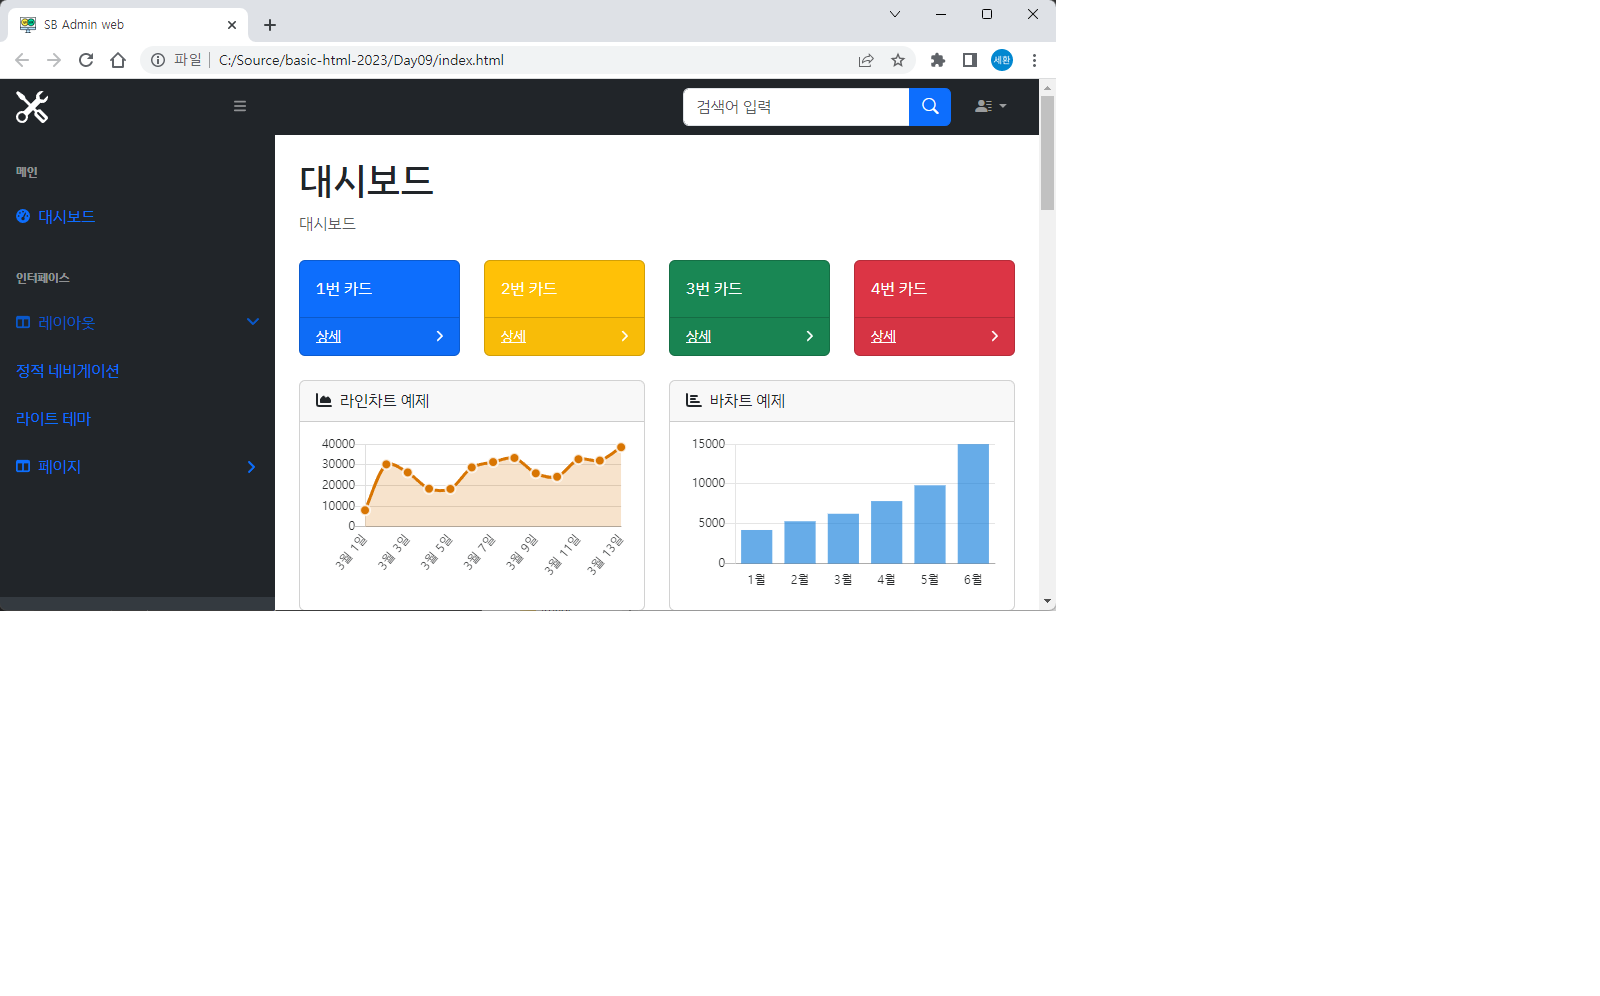 SB Admin web
파일 C:/Source/basic-html-2023/Day09/index.html
세환
검색어 입력
메인
대시보드
인터페이스
레이아웃
정적 네비게이션
라이트 테마
페이지
대시보드
대시보드
1번 카드
상세
2번 카드
상세
3번 카드
상세
4번 카드
상세
라인차트 예제
40000
30000
20000
10000
0
3월 1일
3월 3일
3월 5일
3월 7일
3월 9일
3월 11일
3월 13일
바차트 예제
15000
10000
5000
0
1월
2월
3월
4월
5월
6월